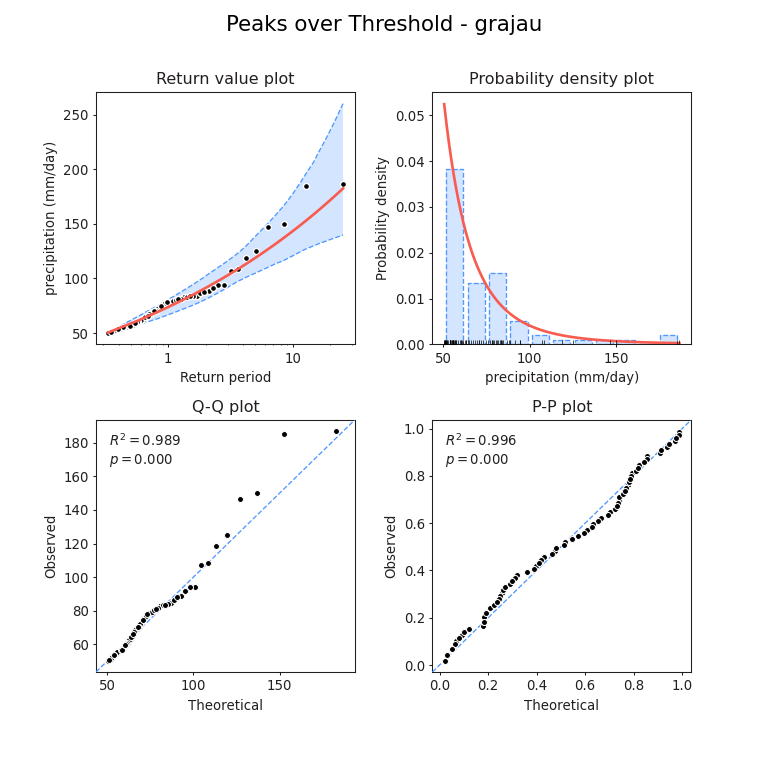 Peaks over Threshold - grajau
Return value plot
precipitation (mm/day)
250
200
150
100
50
1
10
Return period
Probability density plot
Probability density
0.05
0.04
0.03
0.02
0.01
0.00
50
100
150
precipitation (mm/day)
Q-Q plot
R² = 0.989
p = 0.000
Observed
180
160
140
120
100
80
60
50
100
150
Theoretical
P-P plot
R² = 0.996
p = 0.000
Observed
1.0
0.8
0.6
0.4
0.2
0.0
0.0
0.2
0.4
0.6
0.8
1.0
Theoretical